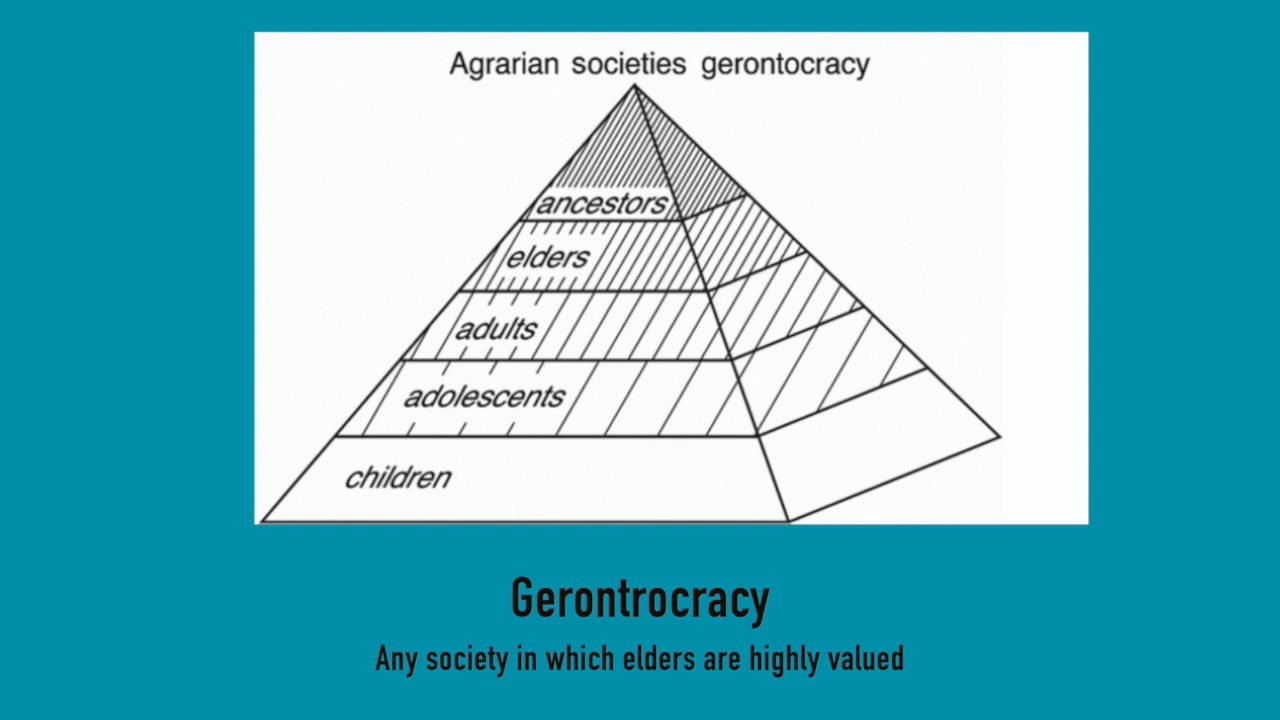 Agrarian societies gerontocracy
ancestors
elders
adults
adolescents
children
Gerontrocracy
Any society in which elders are highly valued